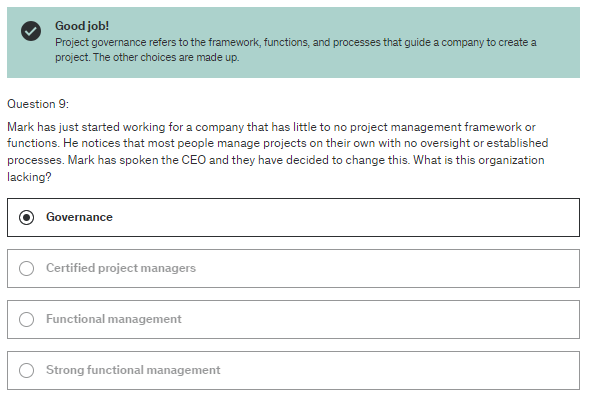 Good job!
Project governance refers to the framework, functions, and processes that guide a company to create a
project. The other choices are made up.
Question 9:
Mark has just started working for a company that has little to no project management framework or
functions. He notices that most people manage projects on their own with no oversight or established
processes. Mark has spoken the CEO and they have decided to change this. What is this organization
lacking?
Governance
Certified project managers
Functional management
Strong functional management